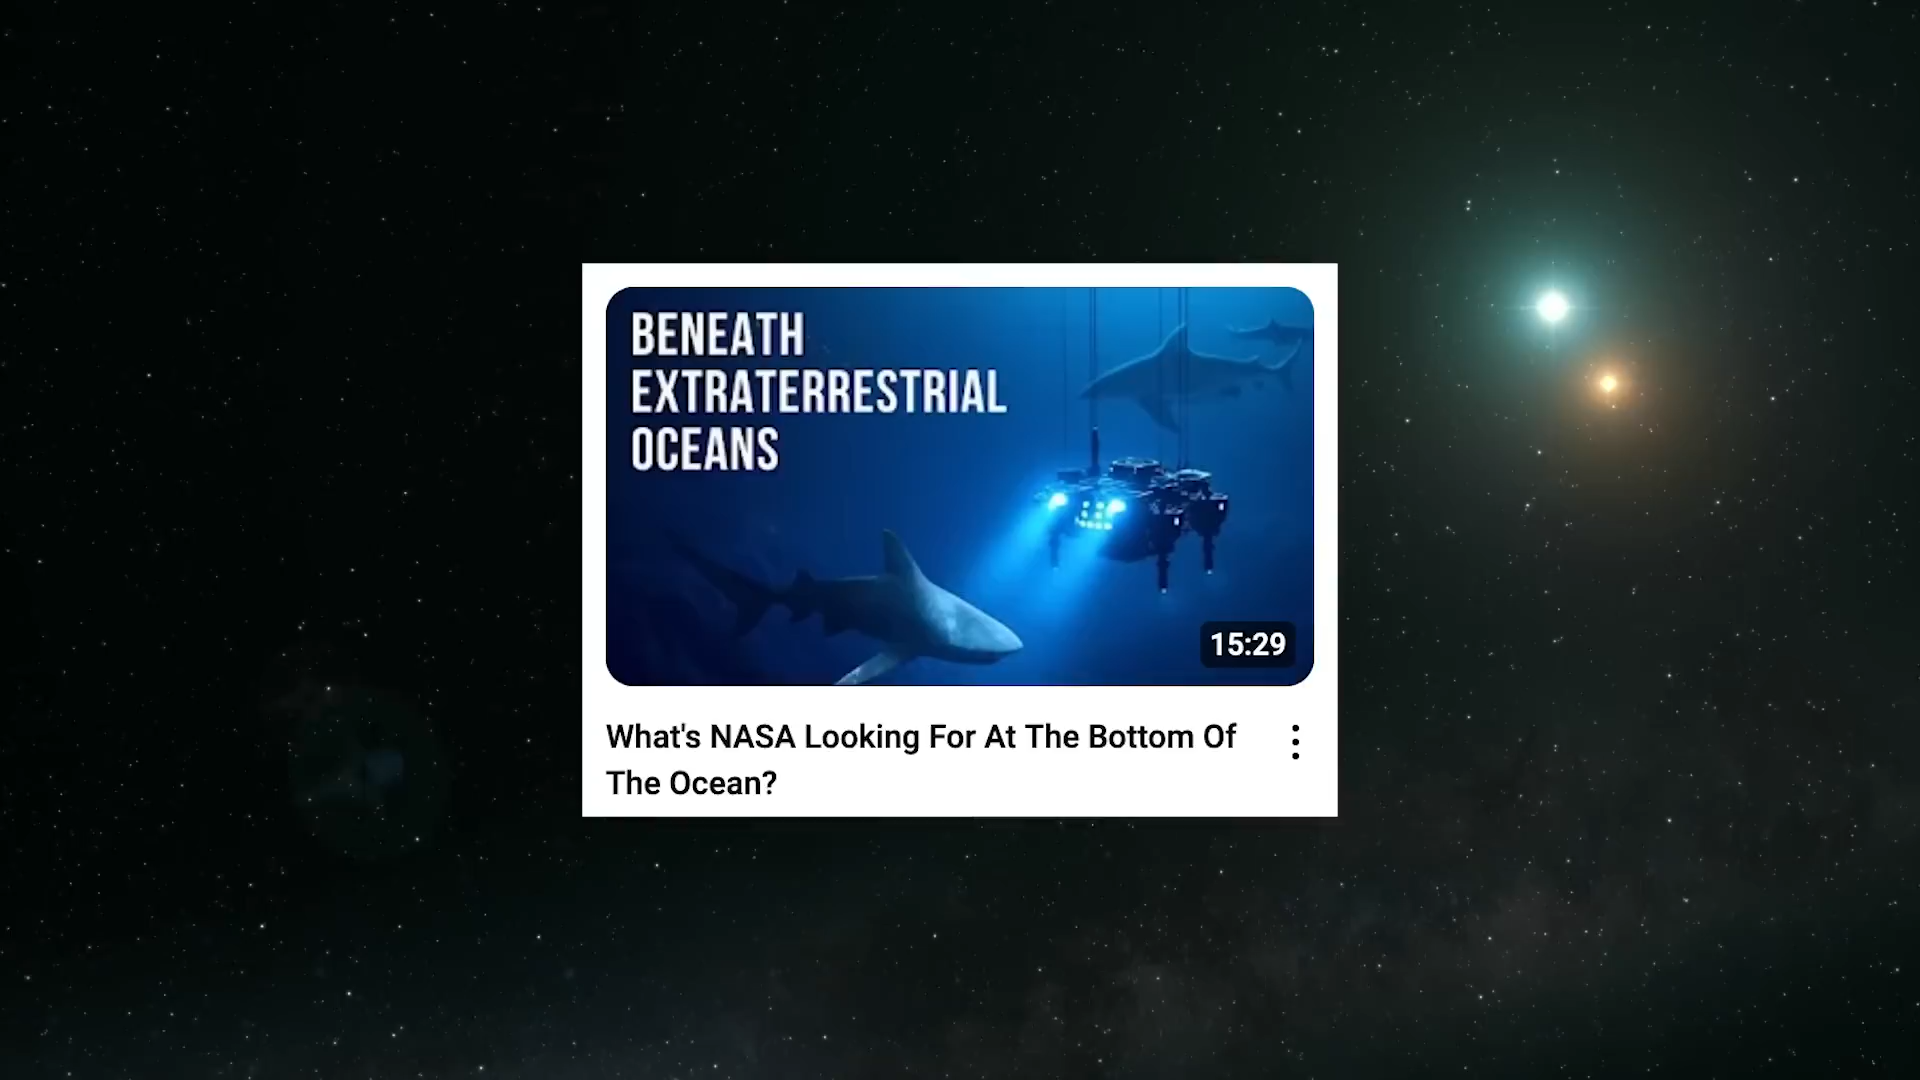 BENEATH
EXTRATERRESTRIAL
OCEANS
15:29
What's NASA Looking For At The Bottom Of
The Ocean?